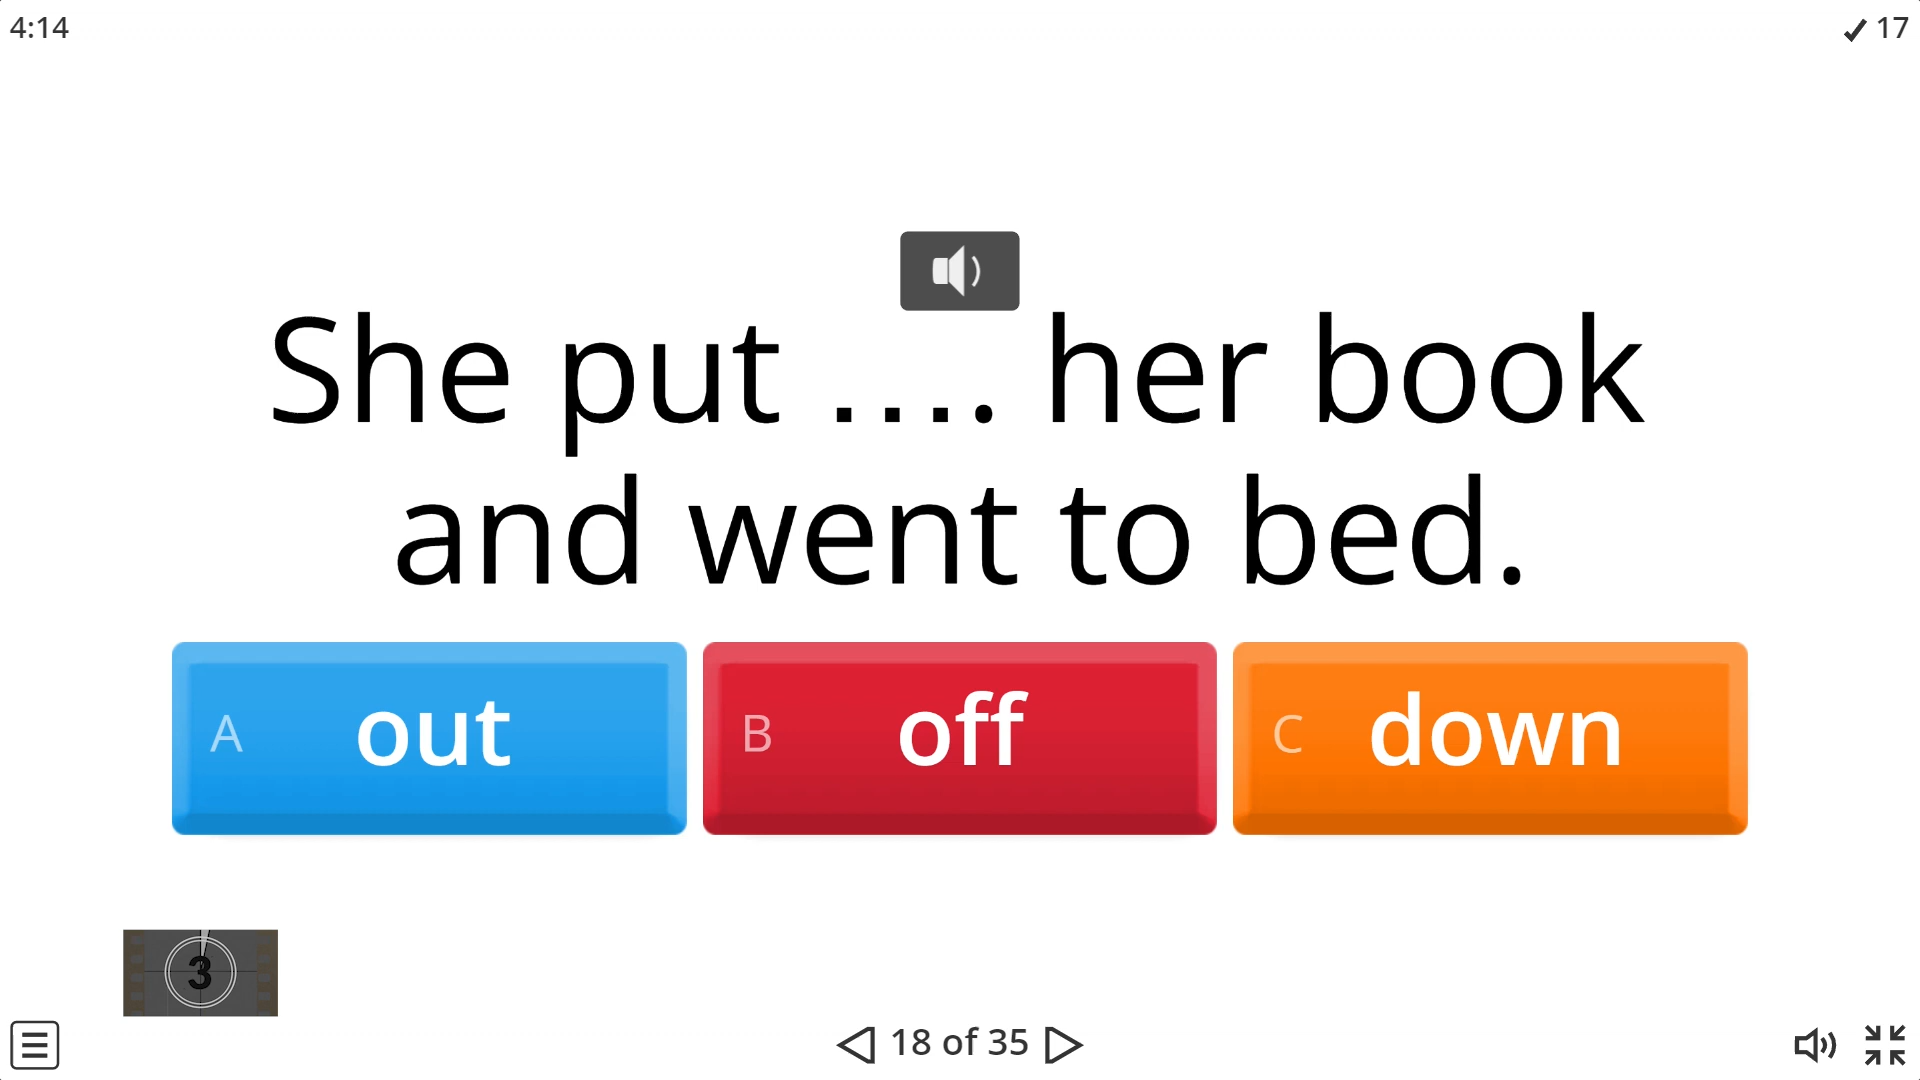 4:14
✓ 17
She put .... her book
and went to bed.
A out
B off
C down
3
18 of 35